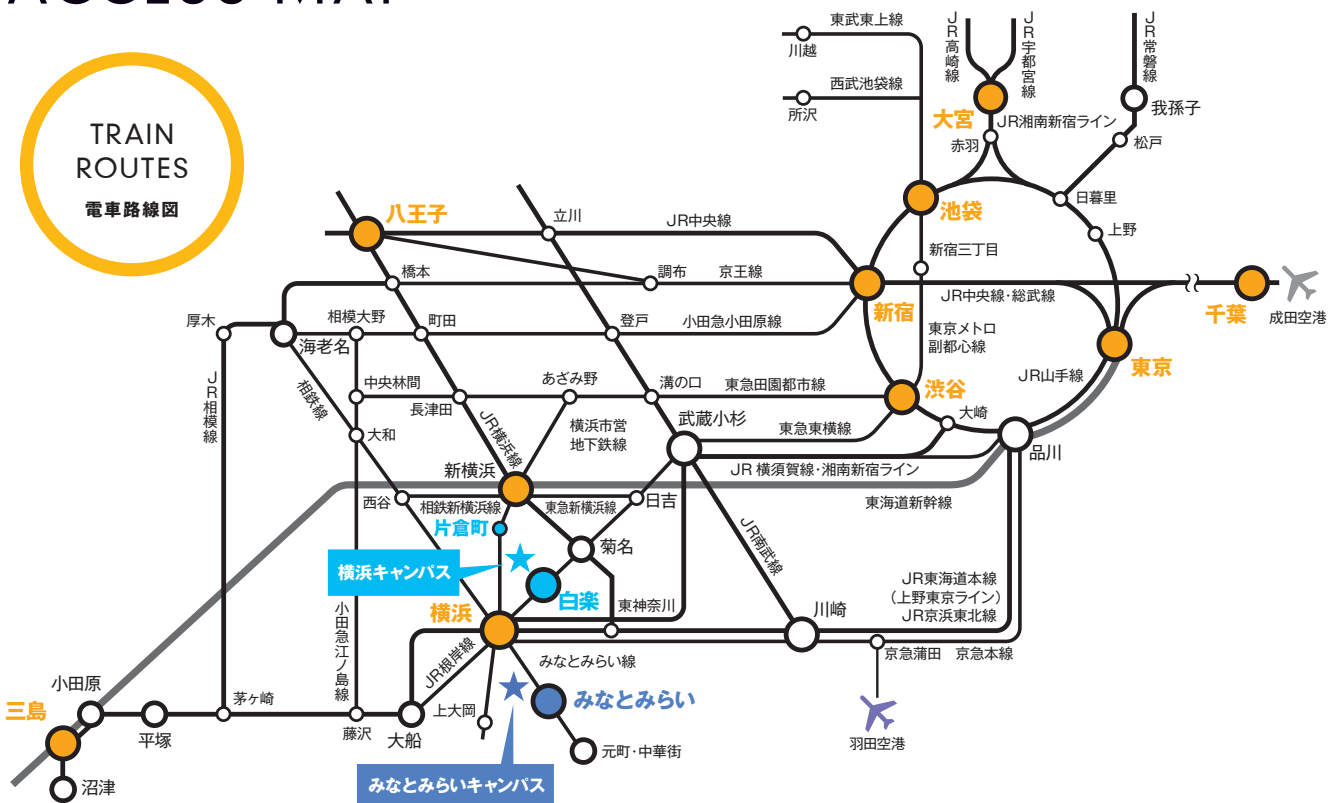 ACCESS MAP
TRAIN
ROUTES
電車路線図
東武東上線
川越
西武池袋線
所沢
JR高崎線
JR宇都宮線
JR常磐線
大宮
JR湘南新宿ライン
赤羽
我孫子
松戸
日暮里
池袋
上野
八王子
立川
JR中央線
新宿三丁目
橋本
調布
京王線
新宿
JR中央線・総武線
千葉
成田空港
厚木
海老名
相模大野
町田
登戸
小田急小田原線
東京メトロ
副都心線
東京
JR山手線
JR相模線
相鉄線
中央林間
長津田
あざみ野
溝の口
東急田園都市線
渋谷
大崎
大和
JR横浜線
横浜市営
地下鉄線
武蔵小杉
東急東横線
品川
新横浜
JR 横須賀線・湘南新宿ライン
西谷
相鉄新横浜線
東急新横浜線
日吉
東海道新幹線
片倉町
菊名
JR南武線
横浜キャンパス
白楽
横浜
東神奈川
川崎
JR東海道本線
（上野東京ライン）
JR京浜東北線
小田急江ノ島線
JR根岸線
みなとみらい線
京急蒲田
京急本線
小田原
三島
平塚
茅ヶ崎
藤沢
大船
上大岡
みなとみらい
羽田空港
元町・中華街
沼津
みなとみらいキャンパス